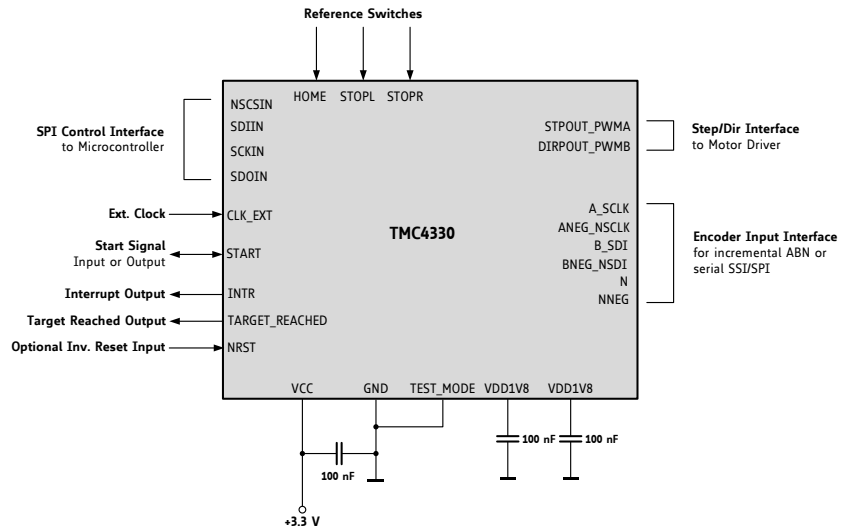 Reference Switches
HOME STOPL STOPR
NSCSIN
SDIIN
SCKIN
SDOIN
SPI Control Interface
to Microcontroller
STPOUT_PWMA
DIRPOUT_PWMB
Step/Dir Interface
to Motor Driver
Ext. Clock
CLK_EXT
TMC4330
A_SCLK
ANEG_NSCLK
B_SDI
BNEG_NSDI
N
NNEG
Encoder Input Interface
for incremental ABN or
serial SSI/SPI
Start Signal
Input or Output
START
Interrupt Output
INTR
Target Reached Output
TARGET_REACHED
Optional Inv. Reset Input
NRST
VCC GND TEST_MODE VDD1V8 VDD1V8
100 nF 100 nF
100 nF
+3.3 V